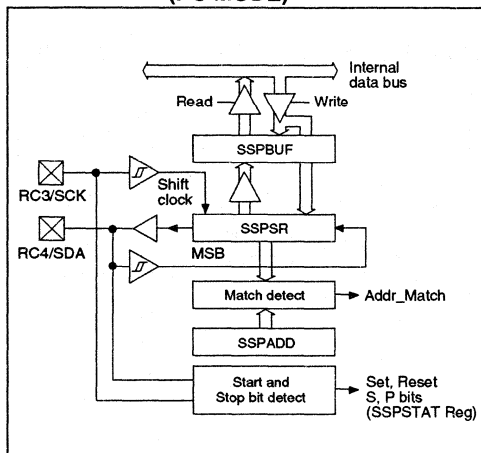 (I²C MODE)
Internal
data bus
Read
Write
SSPBUF
RC3/SCK
Shift
clock
SSPSR
RC4/SDA
MSB
Match detect
Addr_Match
SSPADD
Start and
Stop bit detect
Set, Reset
S, P bits
(SSPSTAT Reg)